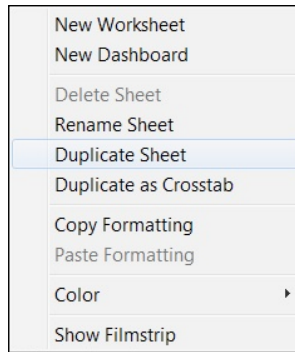 New Worksheet
New Dashboard
Delete Sheet
Rename Sheet
Duplicate Sheet
Duplicate as Crosstab
Copy Formatting
Paste Formatting
Color
Show Filmstrip